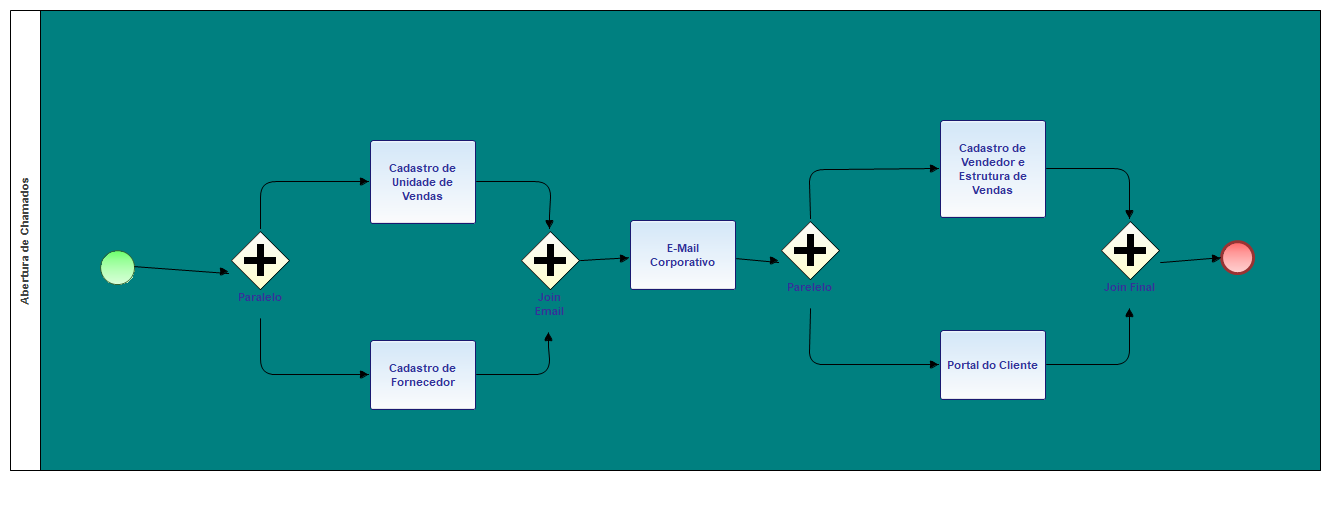 Abertura de Chamados
Paralelo
Cadastro de
Unidade de
Vendas
Cadastro de
Fornecedor
Join
Email
E-Mail
Corporativo
Parelelo
Cadastro de
Vendedor e
Estrutura de
Vendas
Portal do Cliente
Join Final